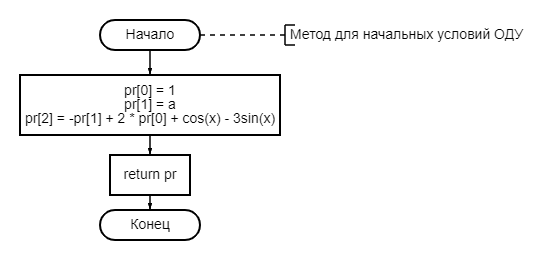 Начало
Метод для начальных условий ОДУ
pr[0] = 1
pr[1] = a
pr[2] = -pr[1] + 2 * pr[0] + cos(x) - 3sin(x)
return pr
Конец